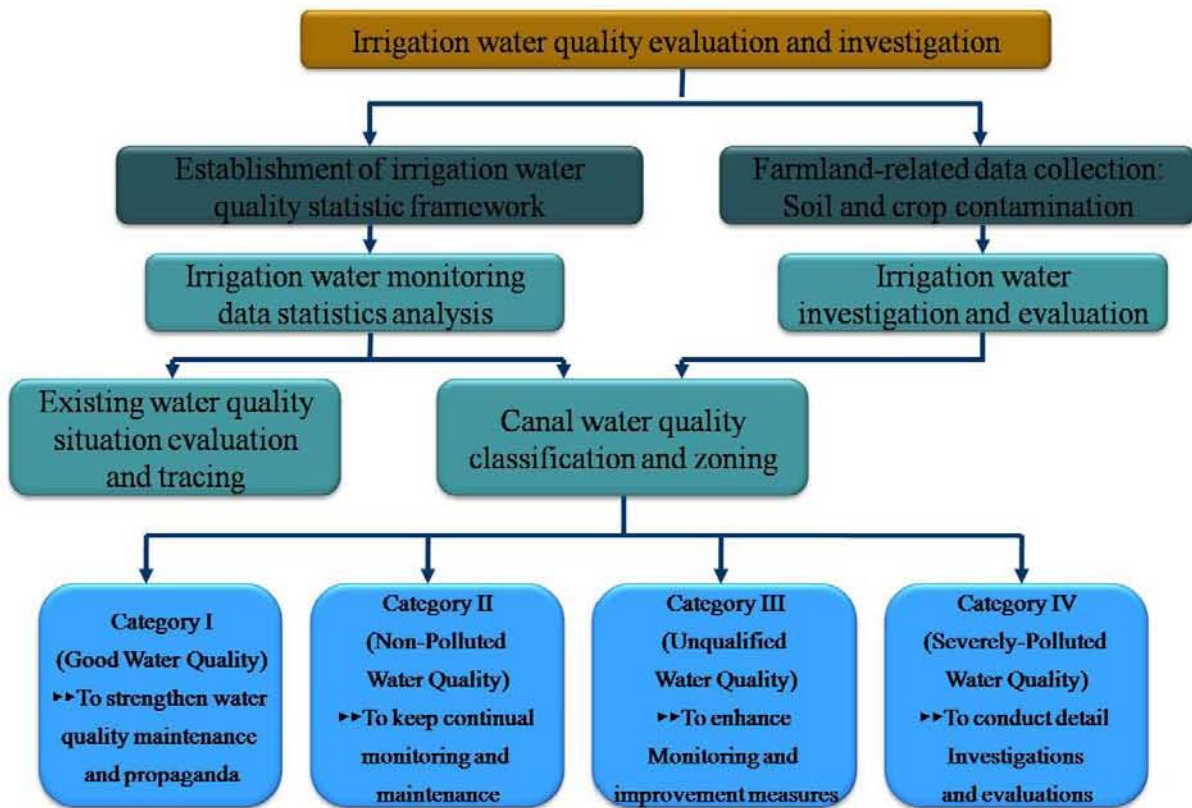 Irrigation water quality evaluation and investigation
Establishment of irrigation water
quality statistic framework
Farmland-related data collection:
Soil and crop contamination
Irrigation water monitoring
data statistics analysis
Irrigation water
investigation and evaluation
Existing water quality
situation evaluation
and tracing
Canal water quality
classification and zoning
Category I
(Good Water Quality)
▸▸To strengthen water
quality maintenance
and propaganda
Category II
(Non-Polluted
Water Quality)
▸▸To keep continual
monitoring and
maintenance
Category III
(Unqualified
Water Quality)
▸▸To enhance
Monitoring and
improvement measures
Category IV
(Severely-Polluted
Water Quality)
▸▸To conduct detail
Investigations
and evaluations